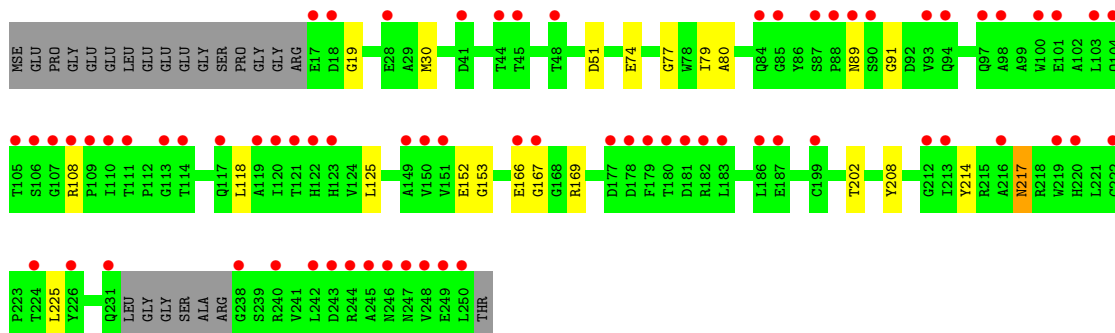 MSE GLU PRO GLY GLU GLU GLU LEU GLU GLU GLU GLU GLY SER PRO GLY GLY ARG E17 D18 G19 E28 A29 M30 D41 T44 T45 T48 D51 E74 G77 W78 I79 A80 Q84 G85 Y86 S87 P88 N89 S90 G91 D92 V93 Q94 Q97 A98 A99 W100 E101 A102 L103
T105 S106 G107 R108 P109 I110 T111 P112 G113 T114 Q117 L118 A119 I120 T121 H122 H123 V124 L125 A149 V150 V151 E152 G153 E166 G167 G168 R169 D177 D178 F179 T180 D181 R182 L183 L186 E187 C199 T202 Y208 G212 I213 Y214 R215 A216 N217 R218 W219 H220 L221
P223 T224 L225 Y226 Q231 LEU GLY GLY SER ALA ARG G238 S239 R240 V241 L242 D243 R244 A245 N246 N247 V248 E249 L250 THR